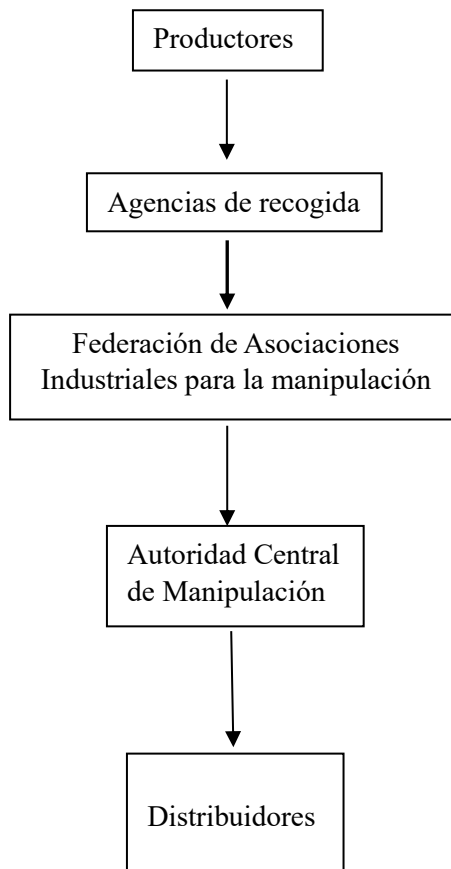 Productores
Agencias de recogida
Federación de Asociaciones
Industriales para la manipulación
Autoridad Central
de Manipulación
Distribuidores